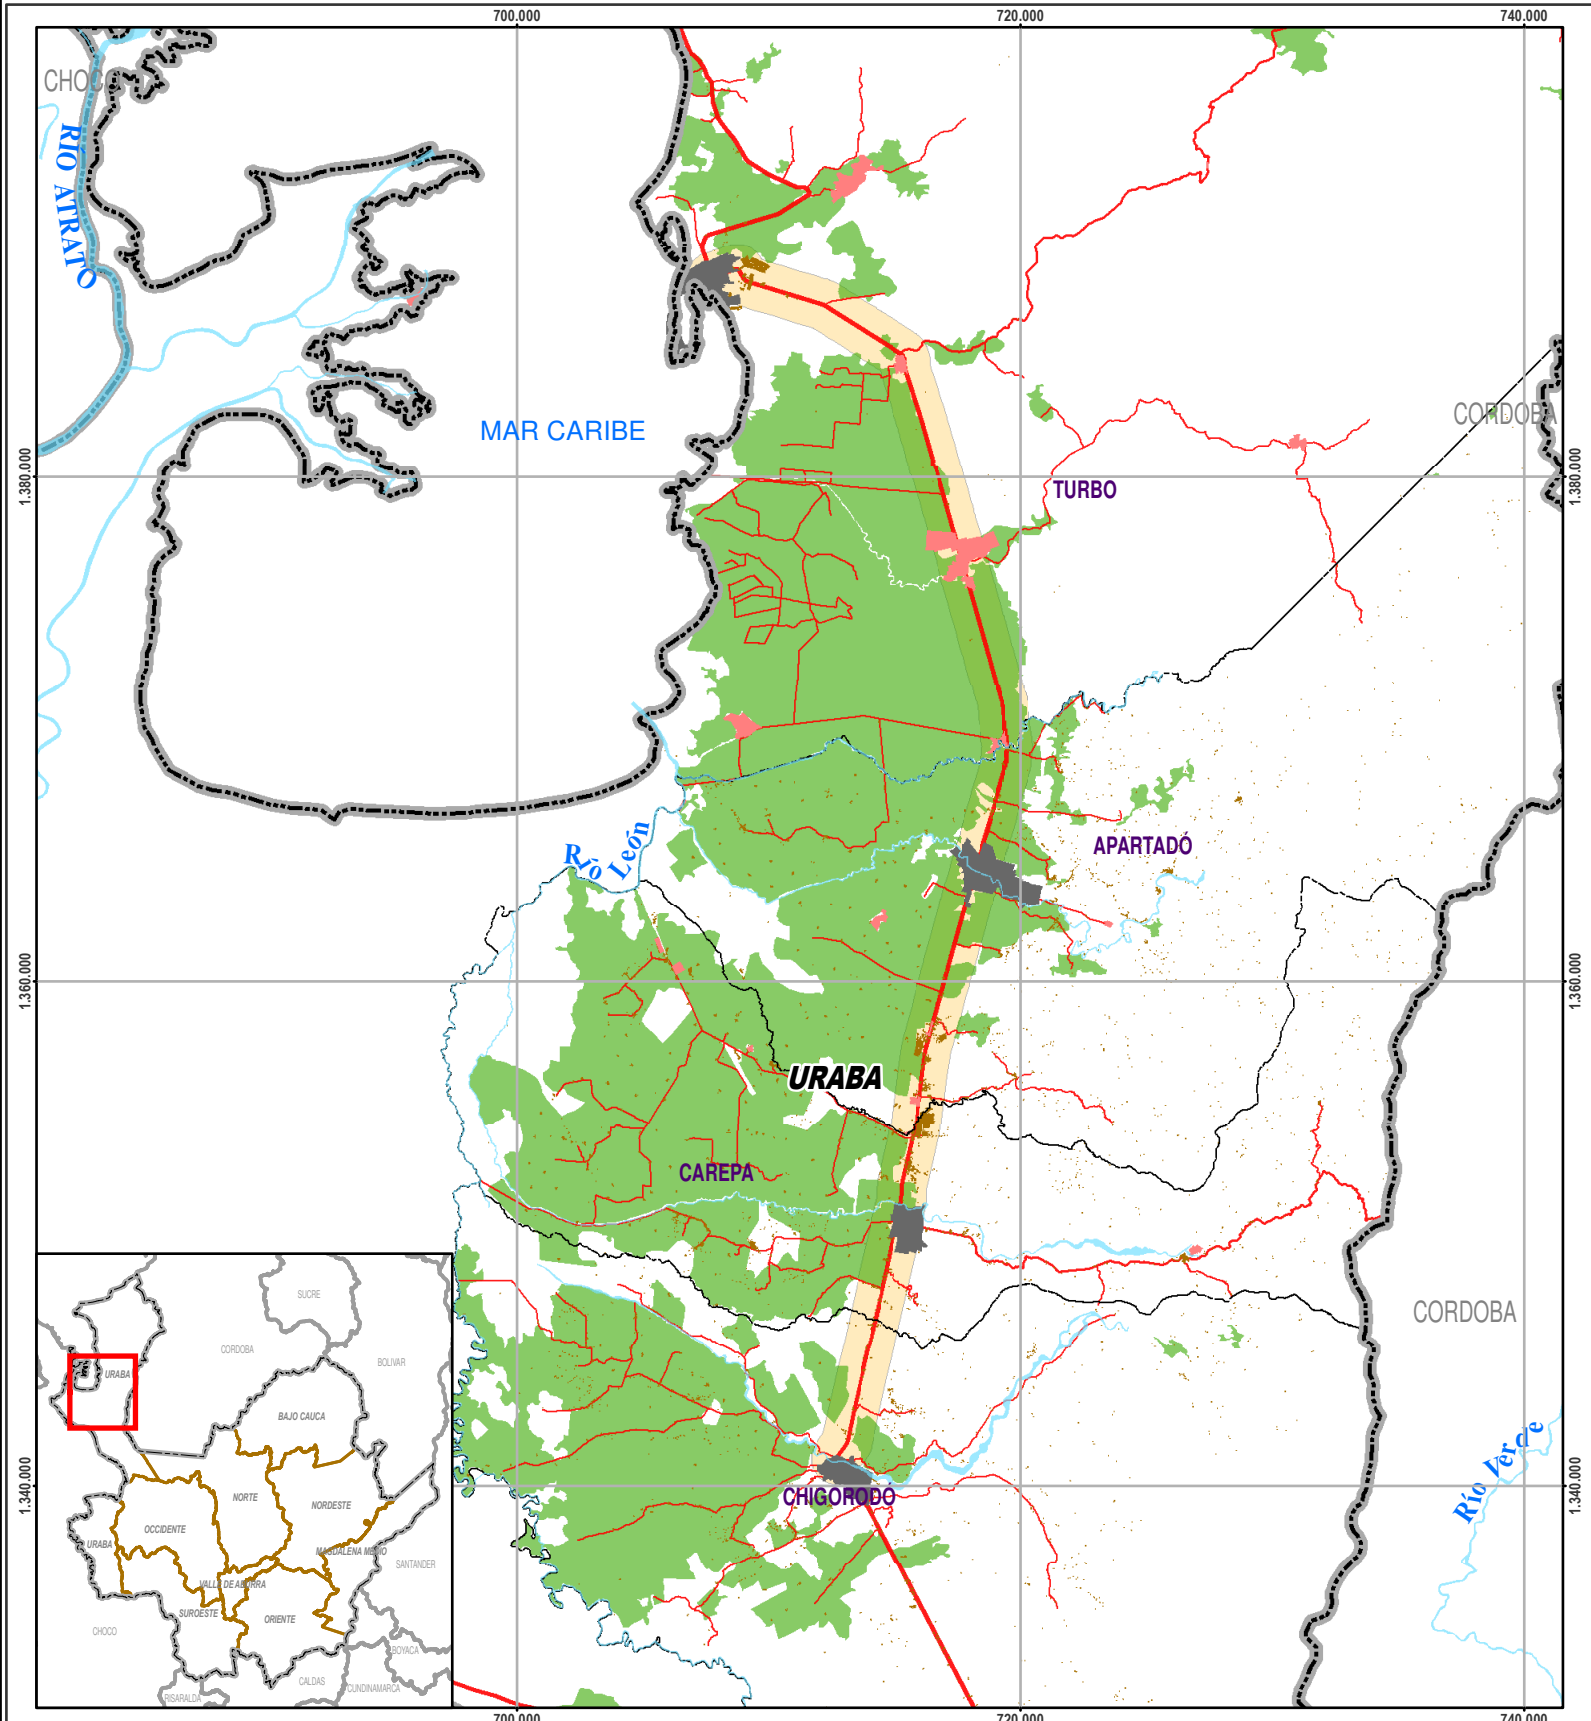 700.000
720.000
740.000
CHOCO
RÍO ATRATO
MAR CARIBE
CORDOBA
1.380.000
1.380.000
TURBO
Río León
APARTADÓ
1.360.000
1.360.000
URABA
CAREPA
CORDOBA
Río Verde
1.340.000
1.340.000
CHIGORODÓ
SUCRE
CORDOBA
BOLIVAR
URABA
BAJO CAUCA
NORTE
NORDESTE
OCCIDENTE
URABA
MAGDALENA MEDIO
SANTANDER
VALLE DE ABURRA
SUROESTE
ORIENTE
CHOCO
BOYACA
CALDAS
CUNDINAMARCA
RISARALDA
700.000
720.000
740.000